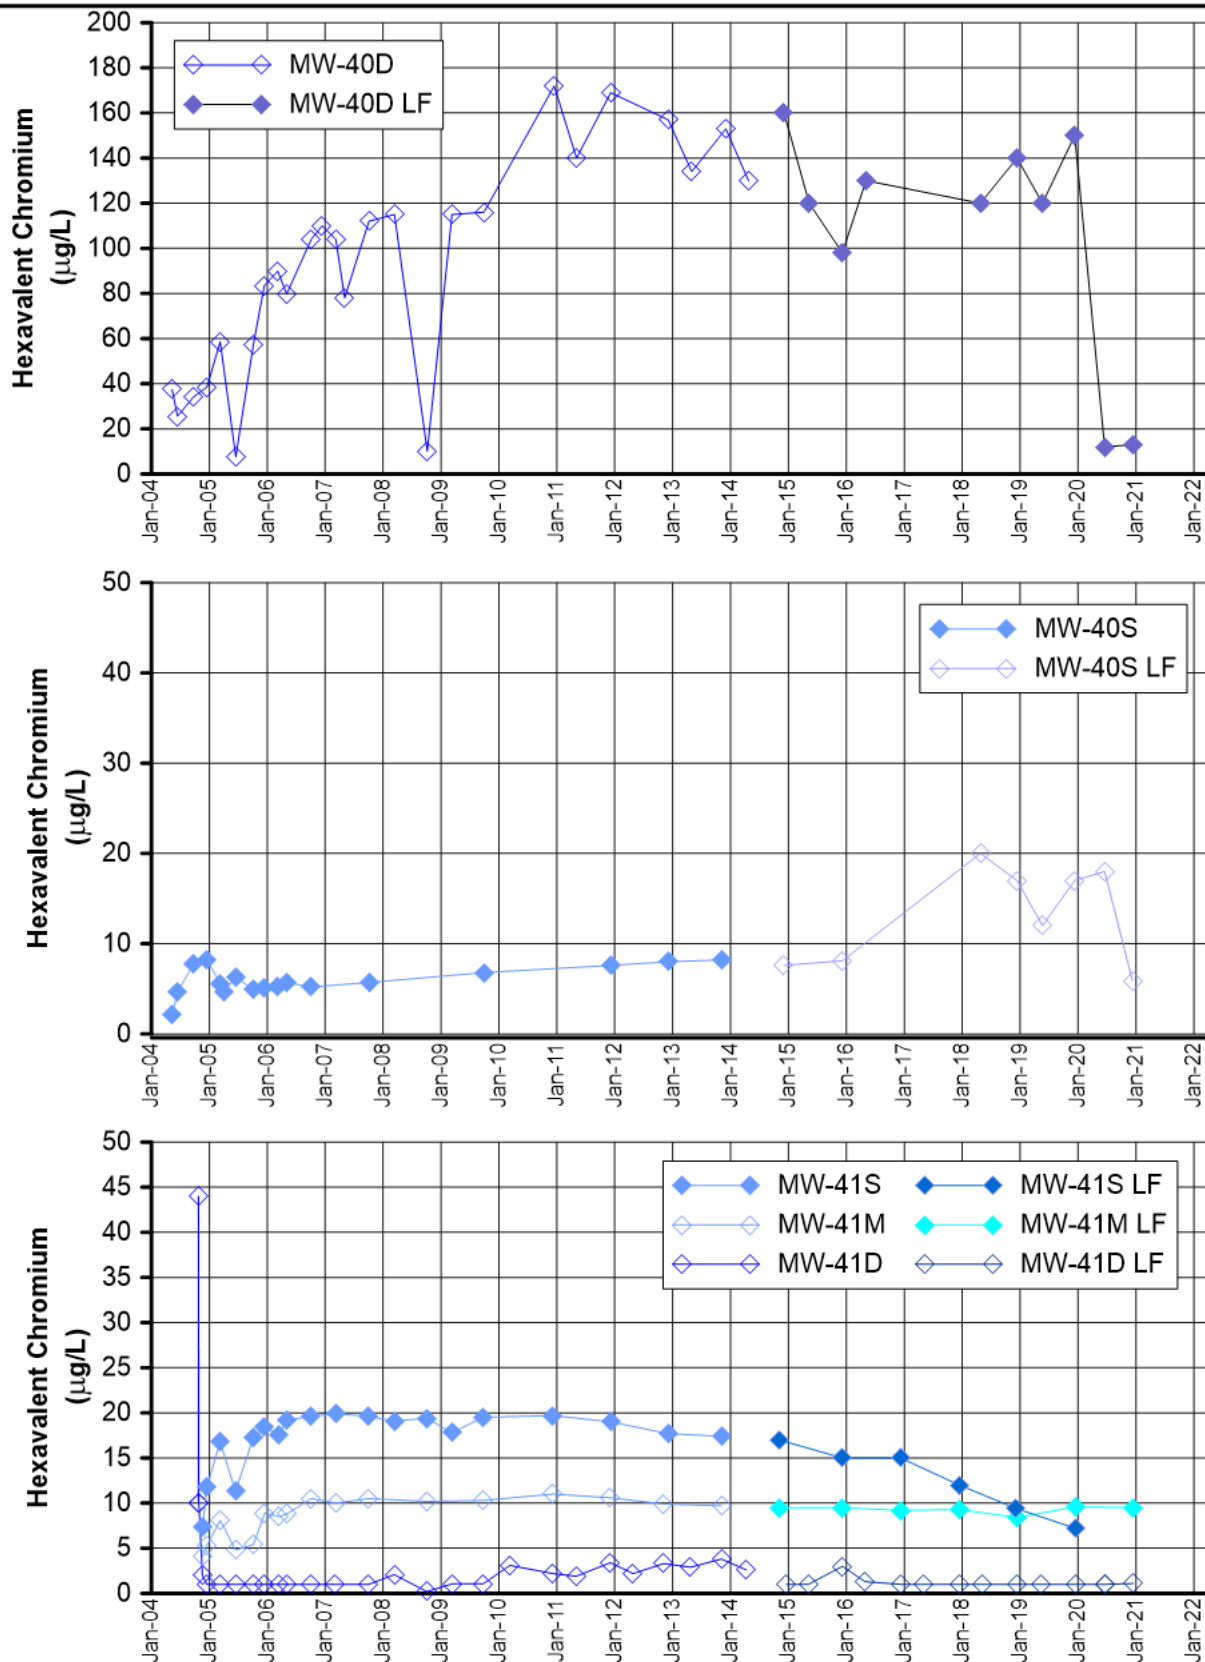 200
180
160
140
120
100
80
60
40
20
0
Hexavalent Chromium
(µg/L)
MW-40D
MW-40D LF
Jan-04
Jan-05
Jan-06
Jan-07
Jan-08
Jan-09
Jan-10
Jan-11
Jan-12
Jan-13
Jan-14
Jan-15
Jan-16
Jan-17
Jan-18
Jan-19
Jan-20
Jan-21
Jan-22
50
40
30
20
10
0
Hexavalent Chromium
(µg/L)
MW-40S
MW-40S LF
Jan-04
Jan-05
Jan-06
Jan-07
Jan-08
Jan-09
Jan-10
Jan-11
Jan-12
Jan-13
Jan-14
Jan-15
Jan-16
Jan-17
Jan-18
Jan-19
Jan-20
Jan-21
Jan-22
50
45
40
35
30
25
20
15
10
5
0
Hexavalent Chromium
(µg/L)
MW-41S MW-41S LF
MW-41M MW-41M LF
MW-41D MW-41D LF
Jan-04
Jan-05
Jan-06
Jan-07
Jan-08
Jan-09
Jan-10
Jan-11
Jan-12
Jan-13
Jan-14
Jan-15
Jan-16
Jan-17
Jan-18
Jan-19
Jan-20
Jan-21
Jan-22